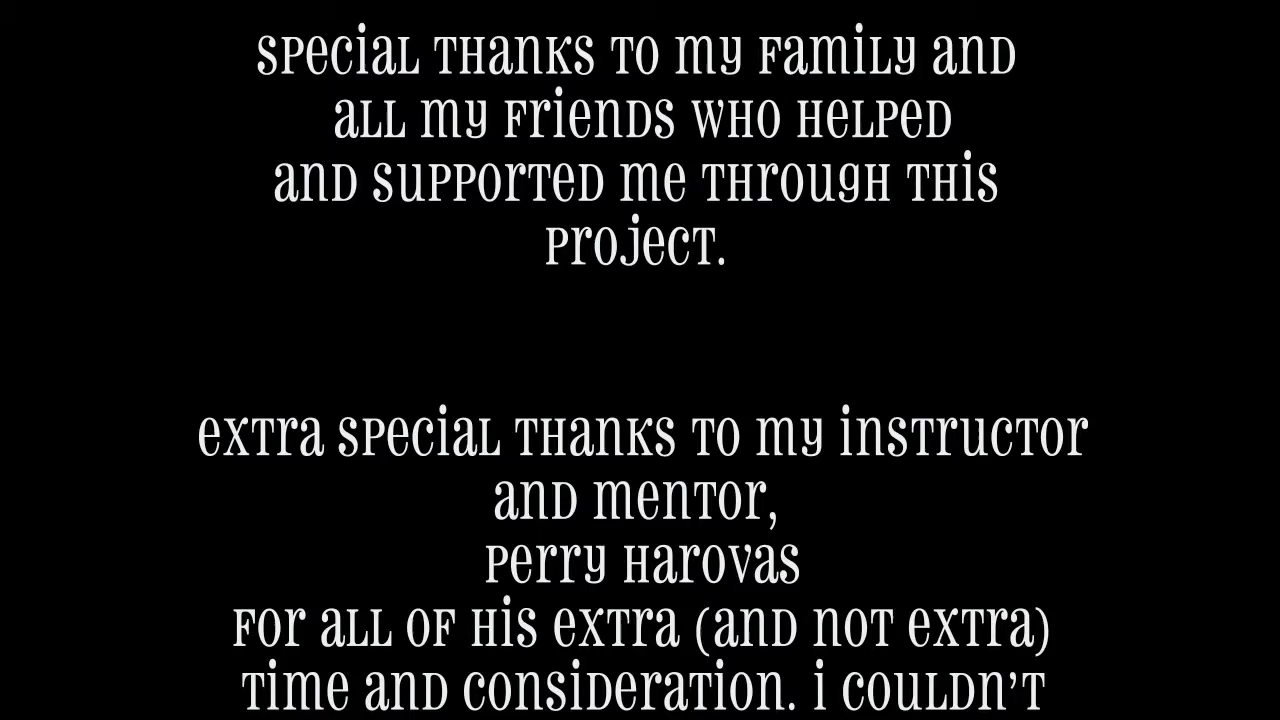 Special thanks to my family and
all my friends who helped
and supported me through this
project.
Extra special thanks to my instructor
and mentor,
Perry Harovas
for all of his extra (and not extra)
time and consideration. I couldn't